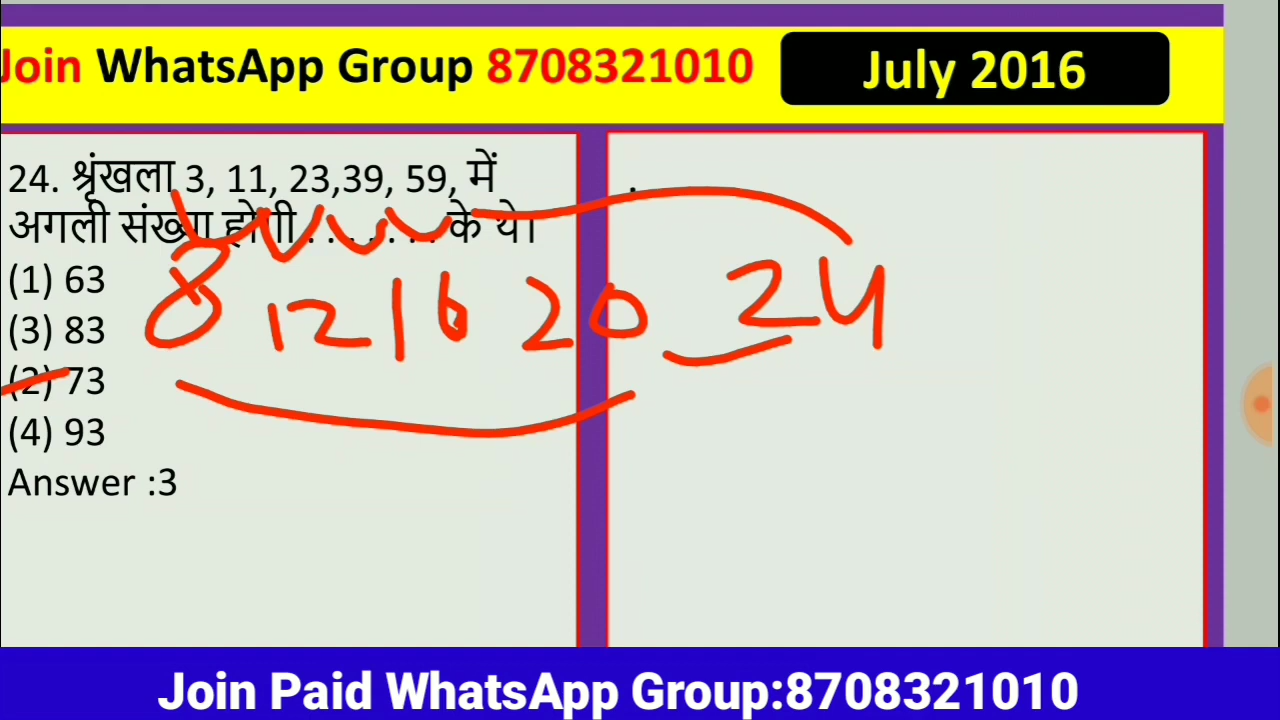 Join WhatsApp Group 8708321010
July 2016
24. श्रृंखला 3, 11, 23,39, 59, में
अगली संख्या होगी . . . . . . . के थे।
(1) 63
(3) 83
(2) 73
(4) 93
Answer :3
8 12 16 20 24
Join Paid WhatsApp Group:8708321010